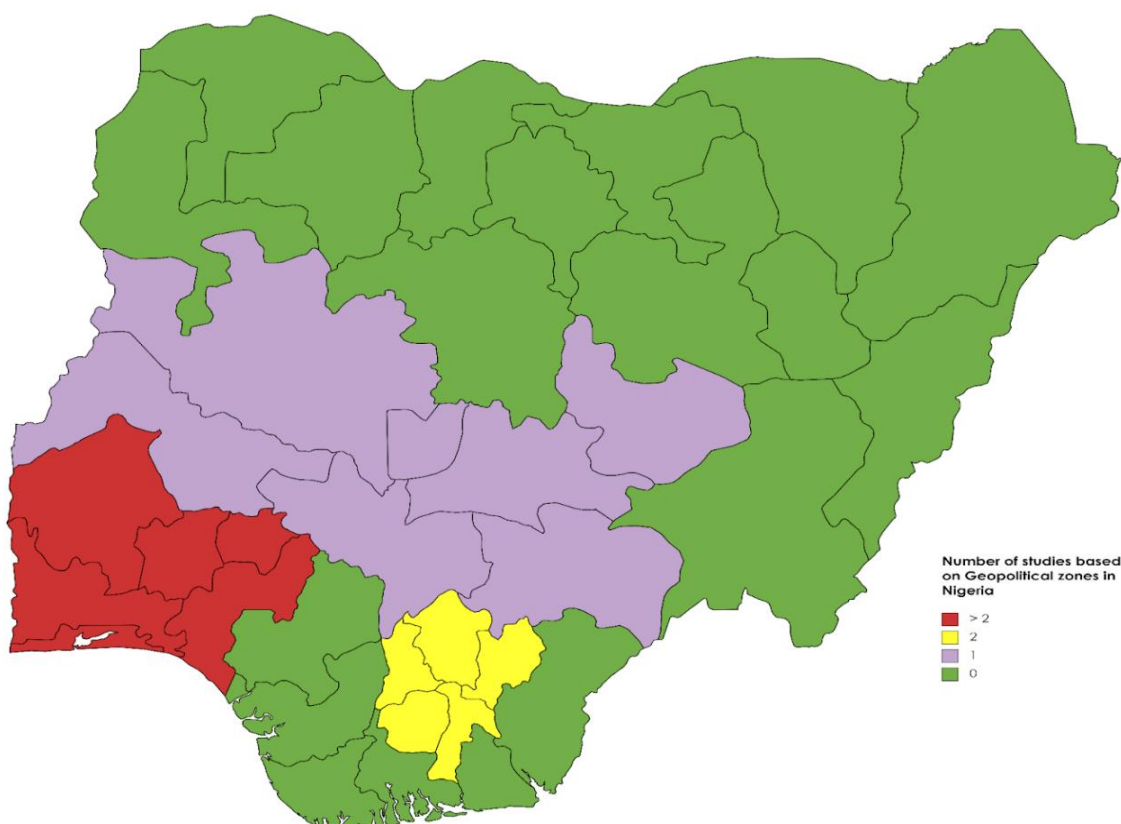 Number of studies based
on Geopolitical zones in
Nigeria
> 2
2
1
0